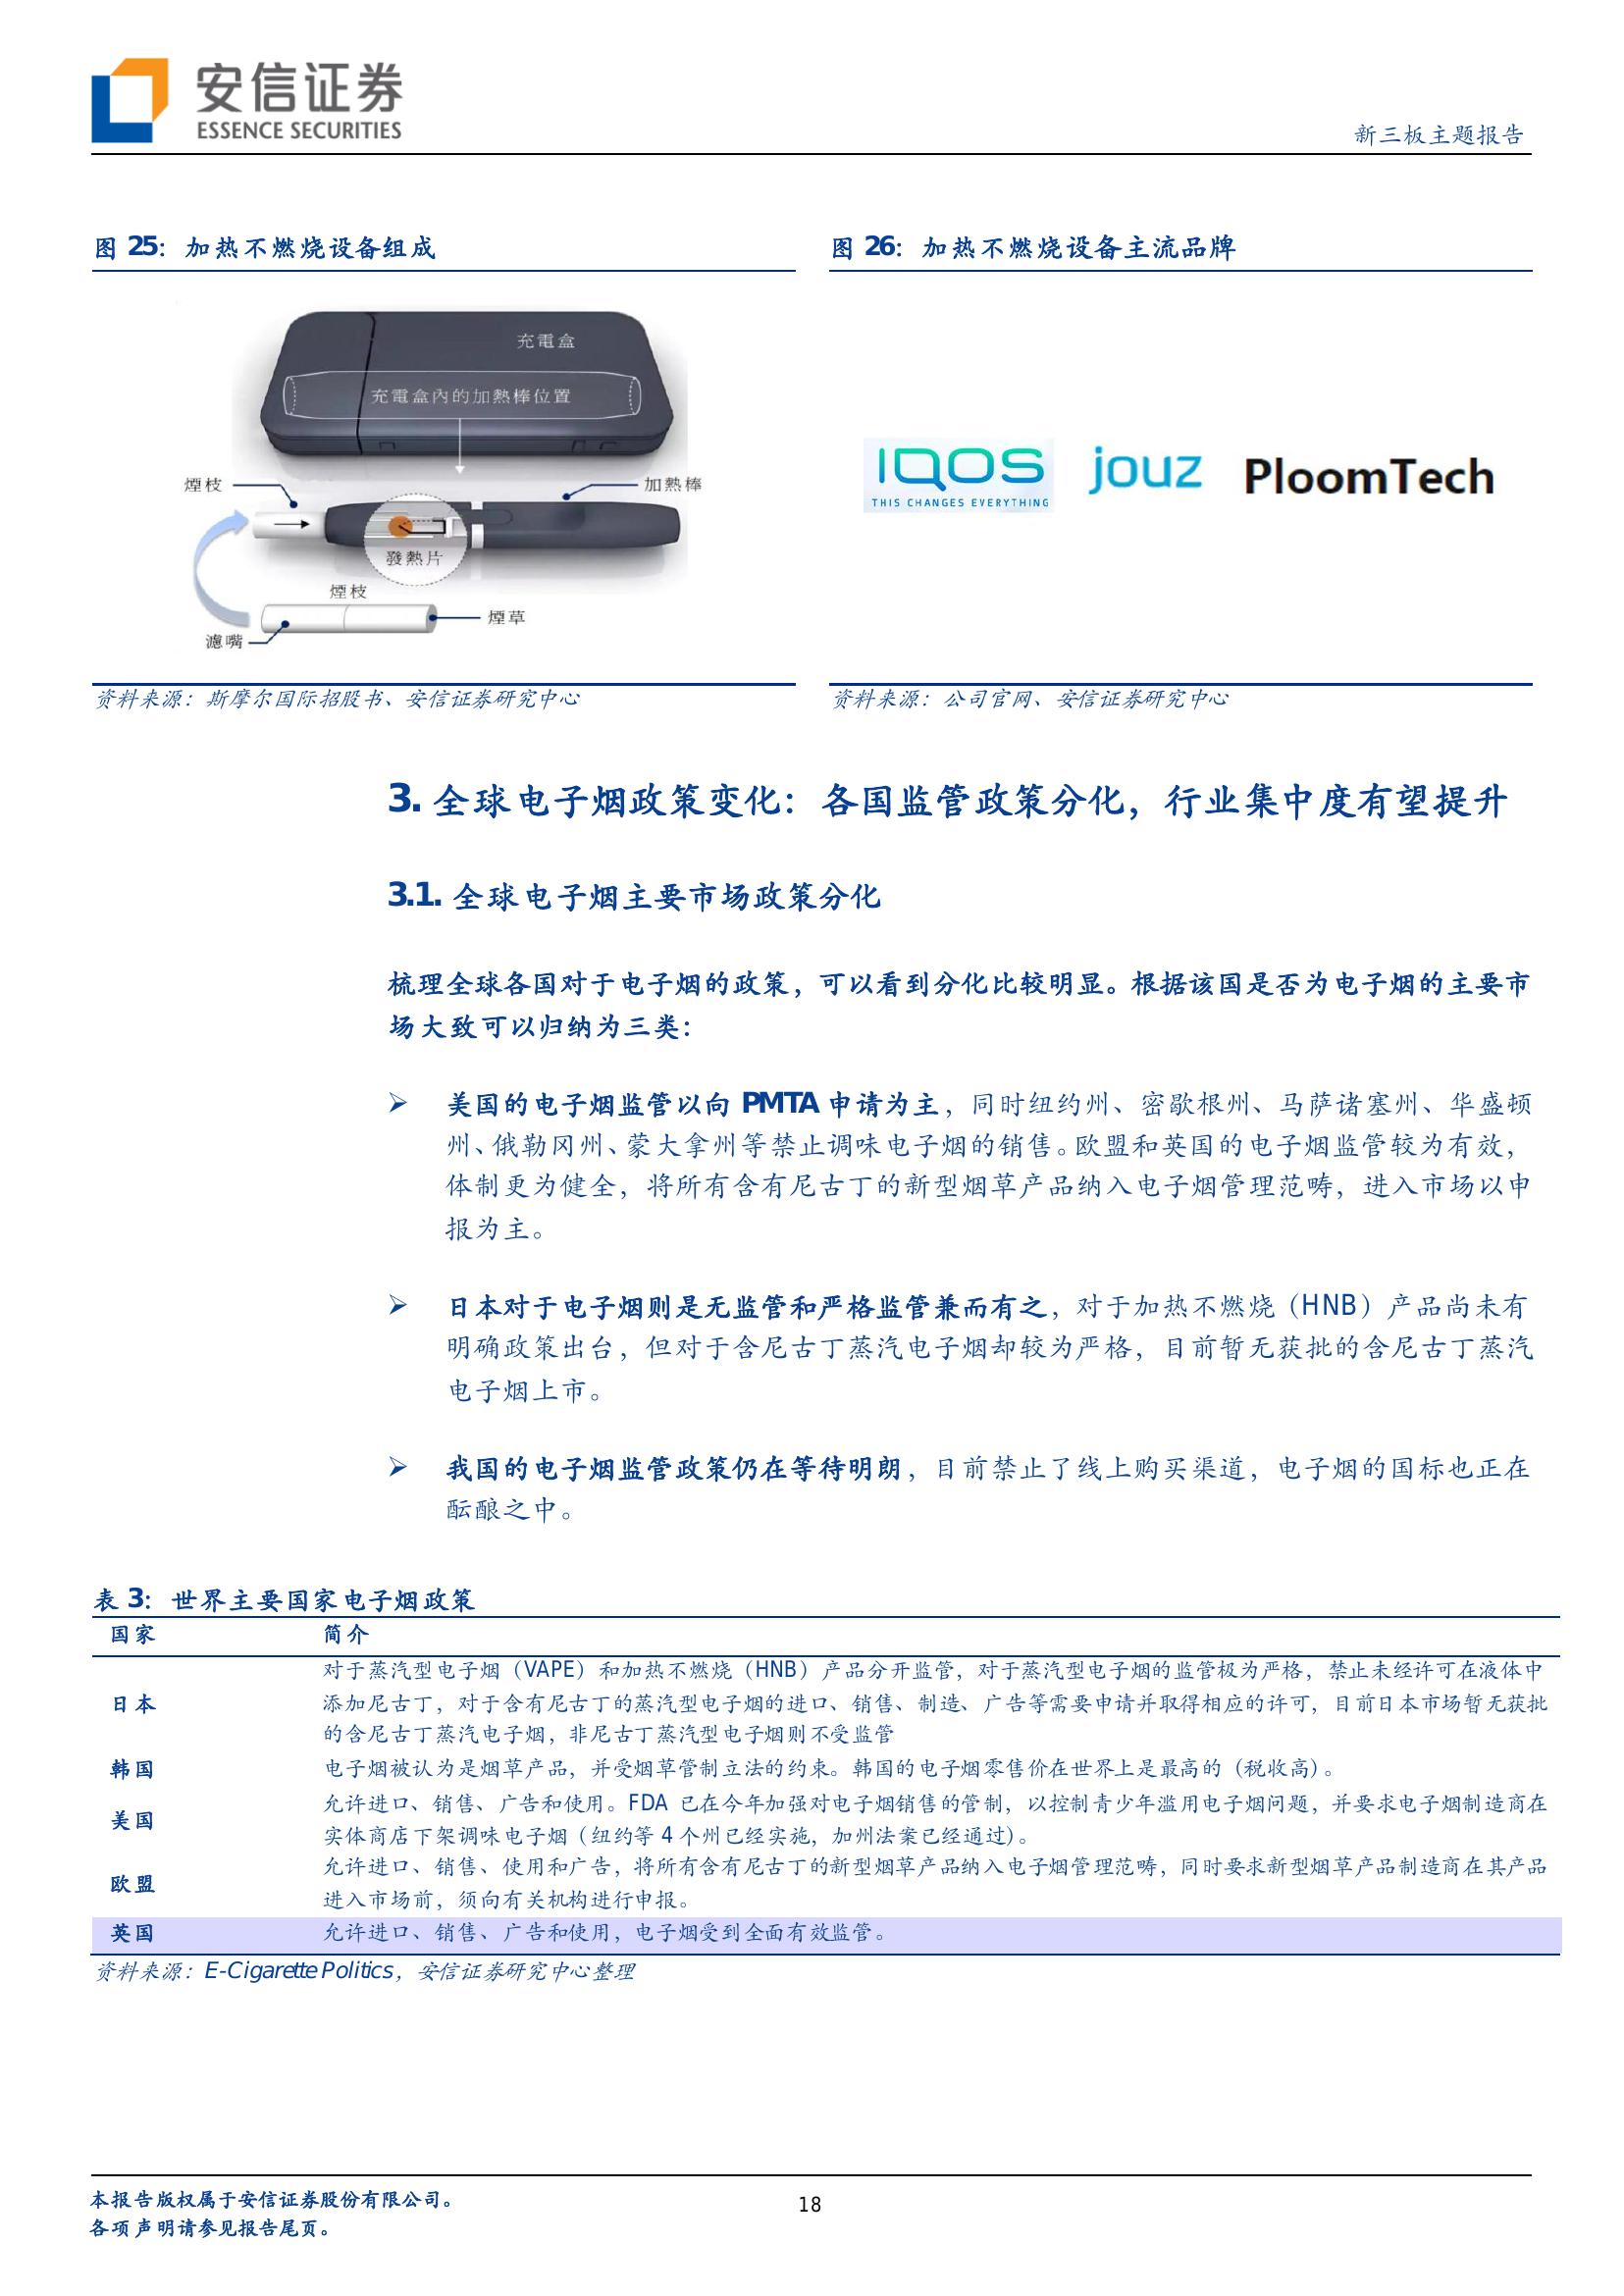 安信证券
ESSENCE SECURITIES
新三板主题报告
图 25：加热不燃烧设备组成
充電盒
充電盒內的加熱棒位置
煙枝
加熱棒
發熱片
煙枝
煙草
濾嘴
资料来源：斯摩尔国际招股书、安信证券研究中心
图 26：加热不燃烧设备主流品牌
IQOS
THIS CHANGES EVERYTHING
jouz
PloomTech
资料来源：公司官网、安信证券研究中心
3. 全球电子烟政策变化：各国监管政策分化，行业集中度有望提升
3.1. 全球电子烟主要市场政策分化
梳理全球各国对于电子烟的政策，可以看到分化比较明显。根据该国是否为电子烟的主要市
场大致可以归纳为三类：
➢ 美国的电子烟监管以向 PMTA 申请为主，同时纽约州、密歇根州、马萨诸塞州、华盛顿
州、俄勒冈州、蒙大拿州等禁止调味电子烟的销售。欧盟和英国的电子烟监管较为有效，
体制更为健全，将所有含有尼古丁的新型烟草产品纳入电子烟管理范畴，进入市场以申
报为主。
➢ 日本对于电子烟则是无监管和严格监管兼而有之，对于加热不燃烧（HNB）产品尚未有
明确政策出台，但对于含尼古丁蒸汽电子烟却较为严格，目前暂无获批的含尼古丁蒸汽
电子烟上市。
➢ 我国的电子烟监管政策仍在等待明朗，目前禁止了线上购买渠道，电子烟的国标也正在
酝酿之中。
表 3：世界主要国家电子烟政策
国家 简介
日本 对于蒸汽型电子烟（VAPE）和加热不燃烧（HNB）产品分开监管，对于蒸汽型电子烟的监管极为严格，禁止未经许可在液体中
添加尼古丁，对于含有尼古丁的蒸汽型电子烟的进口、销售、制造、广告等需要申请并取得相应的许可，目前日本市场暂无获批
的含尼古丁蒸汽电子烟，非尼古丁蒸汽型电子烟则不受监管
韩国 电子烟被认为是烟草产品，并受烟草管制立法的约束。韩国的电子烟零售价在世界上是最高的（税收高）。
美国 允许进口、销售、广告和使用。FDA 已在今年加强对电子烟销售的管制，以控制青少年滥用电子烟问题，并要求电子烟制造商在
实体商店下架调味电子烟（纽约等 4 个州已经实施，加州法案已经通过）。
欧盟 允许进口、销售、使用和广告，将所有含有尼古丁的新型烟草产品纳入电子烟管理范畴，同时要求新型烟草产品制造商在其产品
进入市场前，须向有关机构进行申报。
英国 允许进口、销售、广告和使用，电子烟受到全面有效监管。
资料来源：E-Cigarette Politics，安信证券研究中心整理
本报告版权属于安信证券股份有限公司。
各项声明请参见报告尾页。
18